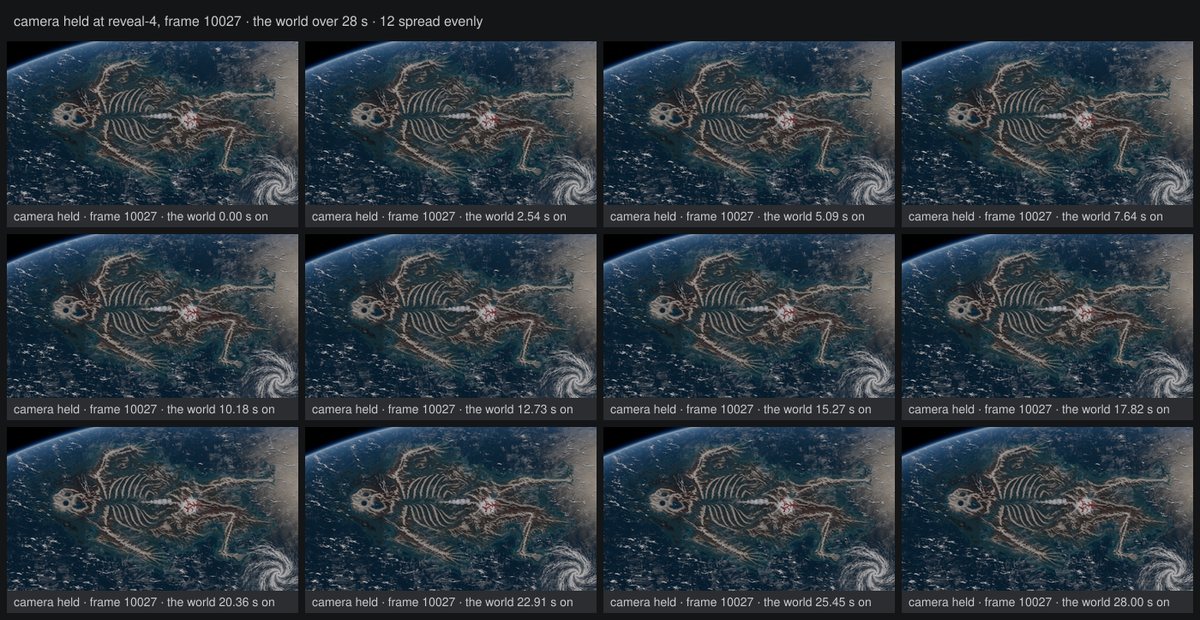 camera held at reveal-4, frame 10027 · the world over 28 s · 12 spread evenly
camera held · frame 10027 · the world 0.00 s on
camera held · frame 10027 · the world 2.54 s on
camera held · frame 10027 · the world 5.09 s on
camera held · frame 10027 · the world 7.64 s on
camera held · frame 10027 · the world 10.18 s on
camera held · frame 10027 · the world 12.73 s on
camera held · frame 10027 · the world 15.27 s on
camera held · frame 10027 · the world 17.82 s on
camera held · frame 10027 · the world 20.36 s on
camera held · frame 10027 · the world 22.91 s on
camera held · frame 10027 · the world 25.45 s on
camera held · frame 10027 · the world 28.00 s on